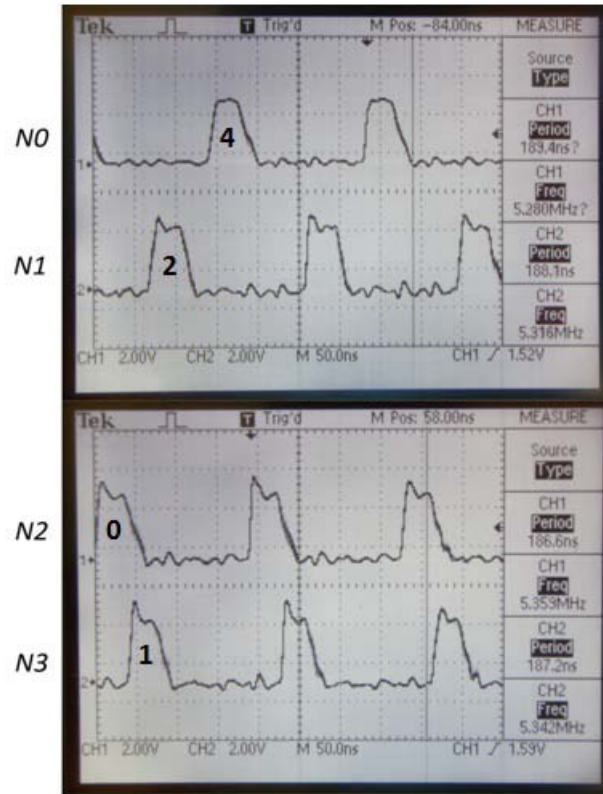 Tek T Trig'd M Pos: -84.00ns MEASURE
Source
Type
CH1
Period
189.4ns?
CH1
Freq
5.280MHz?
CH2
Period
188.1ns
CH2
Freq
5.316MHz
N0
4
1
N1
2
2
CH1 2.00V CH2 2.00V M 50.0ns CH1 1.52V
Tek T Trig'd M Pos: 58.00ns MEASURE
Source
Type
CH1
Period
186.6ns
CH1
Freq
5.359MHz
CH2
Period
187.2ns
CH2
Freq
5.342MHz
N2
0
1
N3
1
2
CH1 2.00V CH2 2.00V M 50.0ns CH1 1.59V